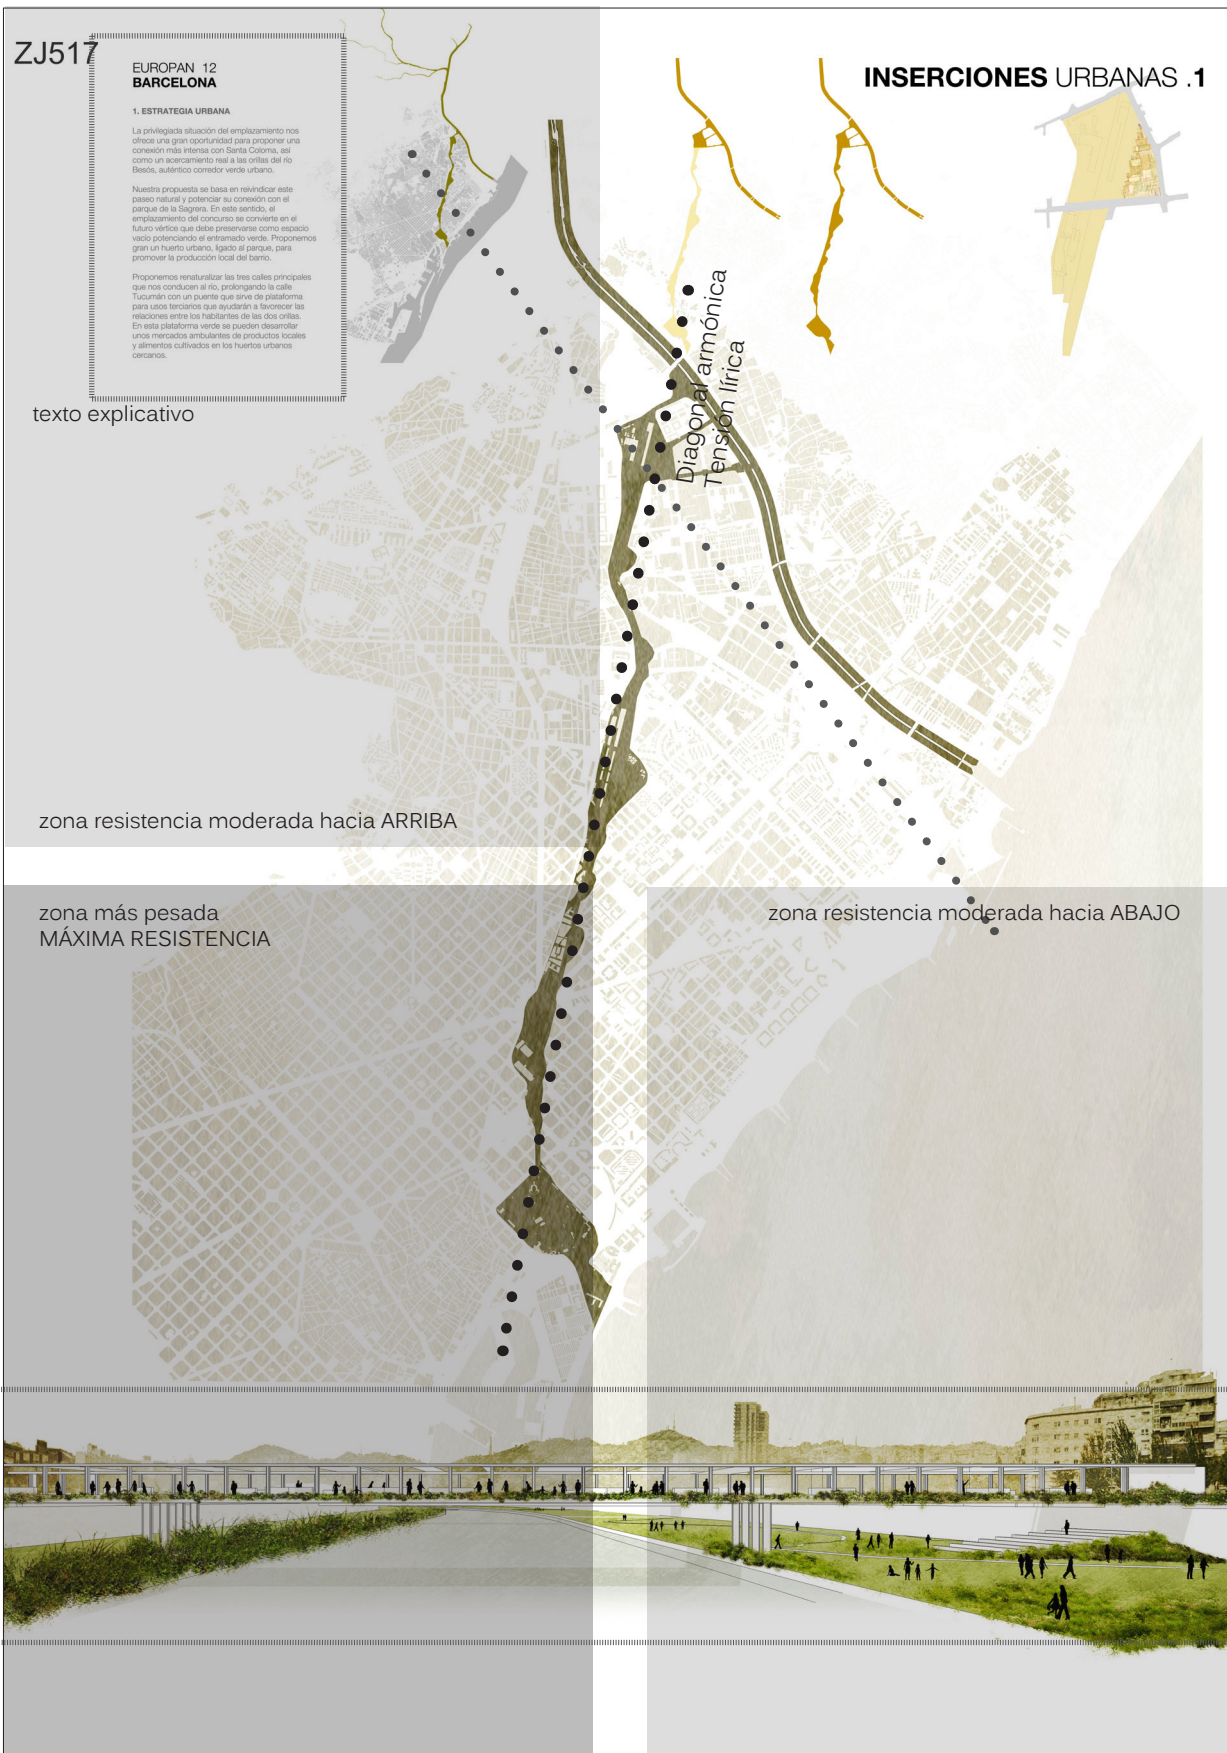 ZJ517
EUROPAN 12
BARCELONA
1. ESTRATEGIA URBANA
La privilegiada situación del emplazamiento nos
ofrece una gran oportunidad para proponer una
conexión más intensa con Santa Coloma, así
como un acercamiento real a las orillas del río
Besós, auténtico corredor verde urbano.
Nuestra propuesta se basa en reivindicar este
paseo natural y potenciar su conexión con el
parque de la Sagrera. En este sentido, el
emplazamiento del concurso se convierte en el
futuro vértice que debe preservarse como espacio
vacío potenciando el entramado verde. Proponemos
gran un huerto urbano, ligado al parque, para
promover la producción local del barrio.
Proponemos renaturalizar las tres calles principales
que nos conducen al río, prolongando la calle
Tucumán con un puente que sirve de plataforma
para usos terciarios que ayudarán a favorecer las
relaciones entre los habitantes de las dos orillas.
En esta plataforma verde se pueden desarrollar
unos mercados ambulantes de productos locales
y alimentos cultivados en los huertos urbanos
cercanos.
texto explicativo
INSERCIONES URBANAS .1
Diagonal armónica
Tensión lírica
zona resistencia moderada hacia ARRIBA
zona más pesada
MÁXIMA RESISTENCIA
zona resistencia moderada hacia ABAJO